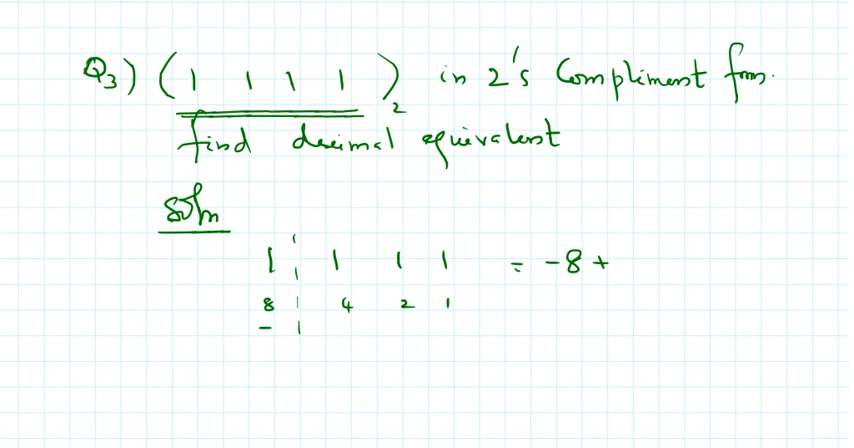 Q3) (1 1 1 1)2 in 2's Compliment form.
find decimal equivalent
Soln
1 1 1 1 = -8 +
8 4 2 1
-